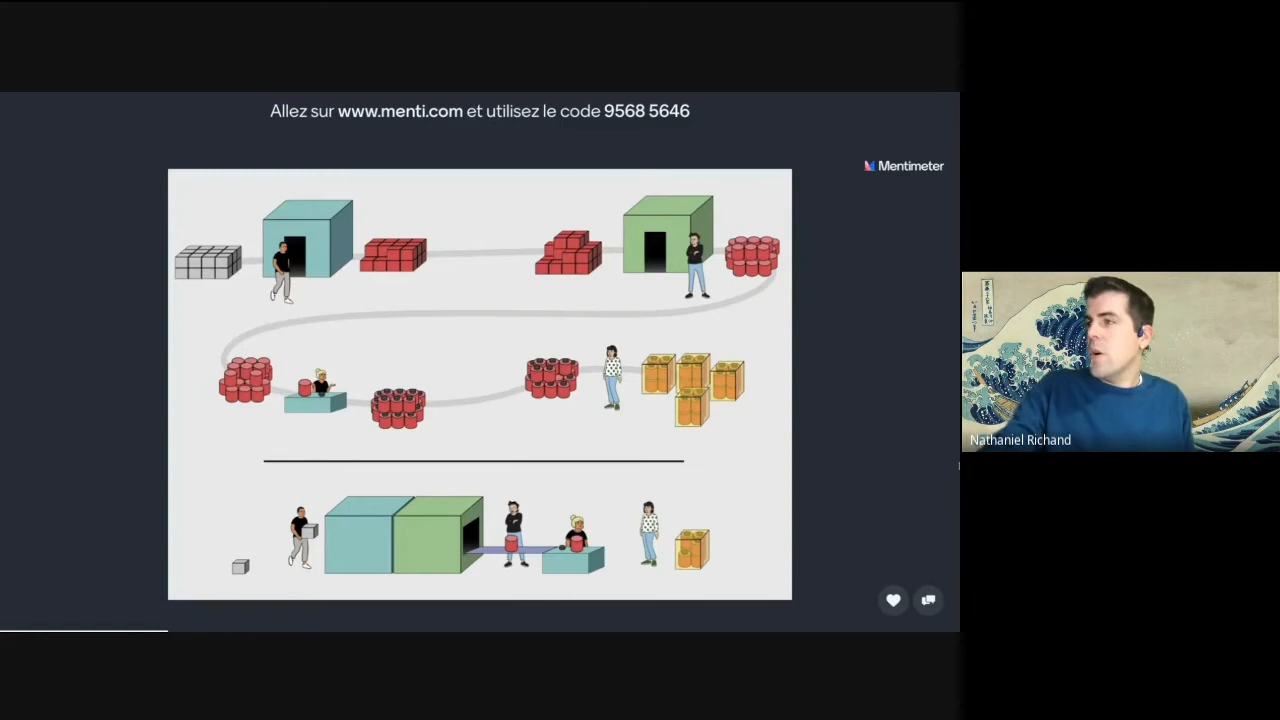 Allez sur www.menti.com et utilisez le code 9568 5646
Mentimeter
Nathaniel Richand